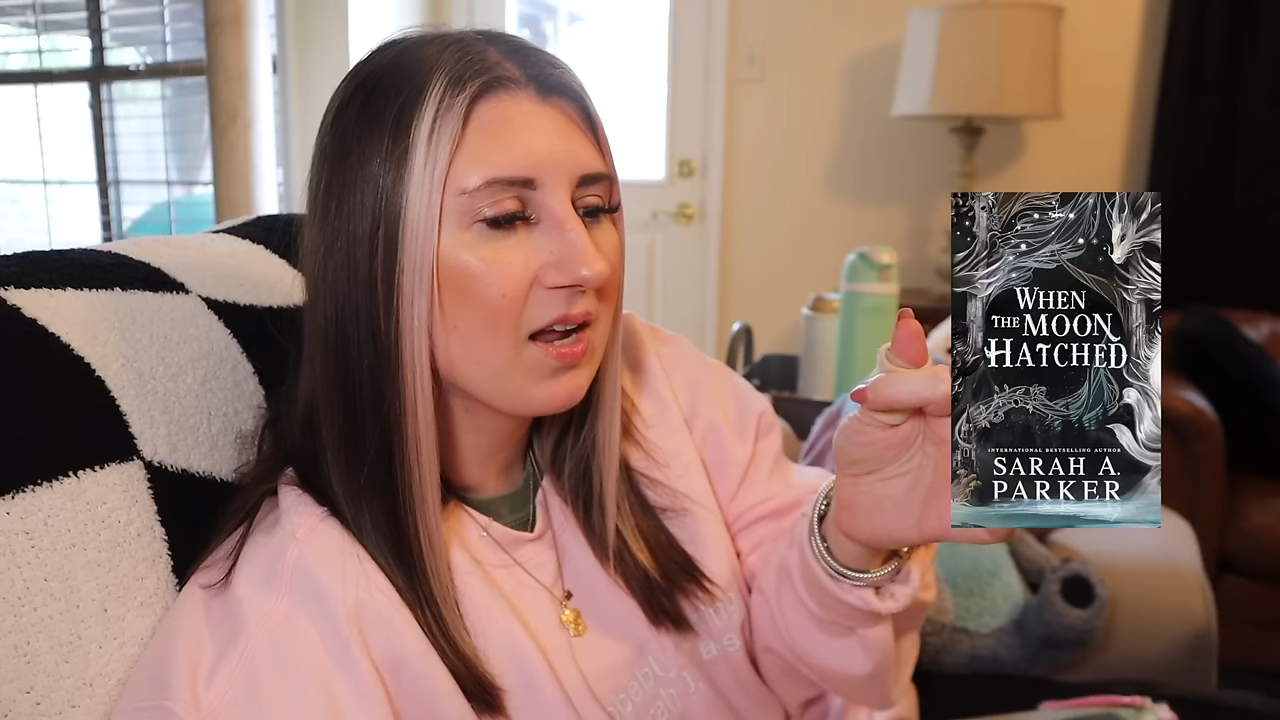 WHEN
THE MOON
HATCHED
INTERNATIONAL BESTSELLING AUTHOR
SARAH A.
PARKER